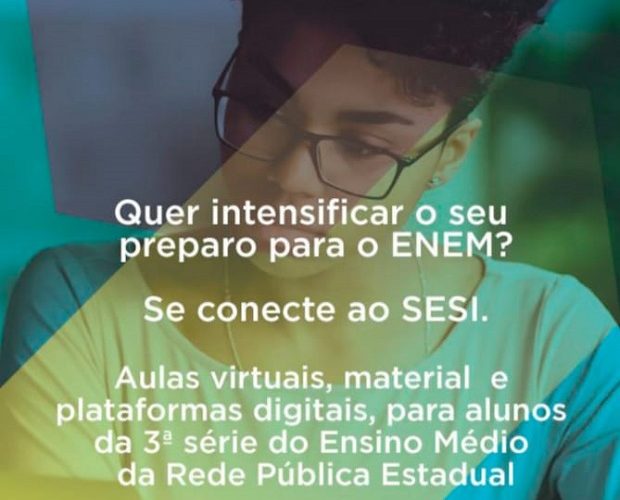 Quer intensificar o seu
preparo para o ENEM?
Se conecte ao SESI.
Aulas virtuais, material e
plataformas digitais, para alunos
da 3ª série do Ensino Médio
da Rede Pública Estadual